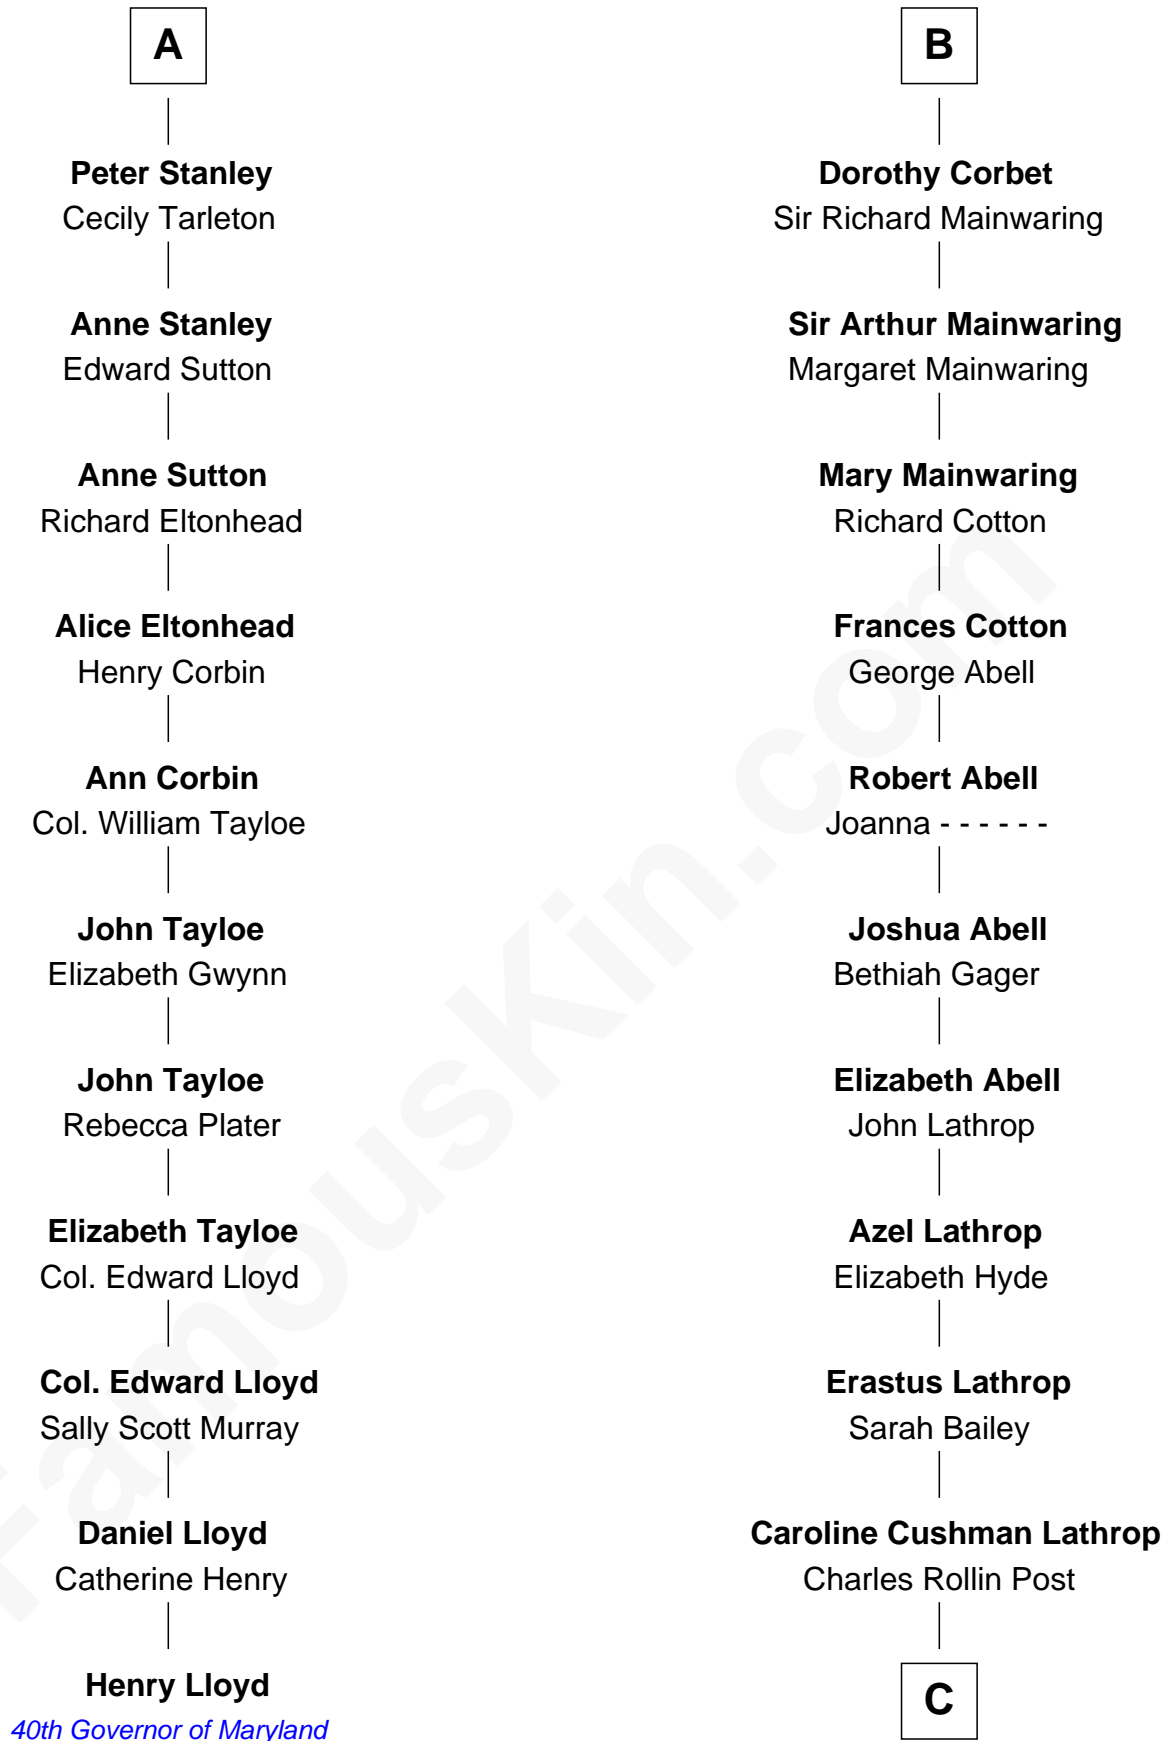 A
Peter Stanley
Cecily Tarleton
Anne Stanley
Edward Sutton
Anne Sutton
Richard Eltonhead
Alice Eltonhead
Henry Corbin
Ann Corbin
Col. William Tayloe
John Tayloe
Elizabeth Gwynn
John Tayloe
Rebecca Plater
Elizabeth Tayloe
Col. Edward Lloyd
Col. Edward Lloyd
Sally Scott Murray
Daniel Lloyd
Catherine Henry
Henry Lloyd
40th Governor of Maryland
B
Dorothy Corbet
Sir Richard Mainwaring
Sir Arthur Mainwaring
Margaret Mainwaring
Mary Mainwaring
Richard Cotton
Frances Cotton
George Abell
Robert Abell
Joanna - - - - - -
Joshua Abell
Bethiah Gager
Elizabeth Abell
John Lathrop
Azel Lathrop
Elizabeth Hyde
Erastus Lathrop
Sarah Bailey
Caroline Cushman Lathrop
Charles Rollin Post
C
FamousKin.com